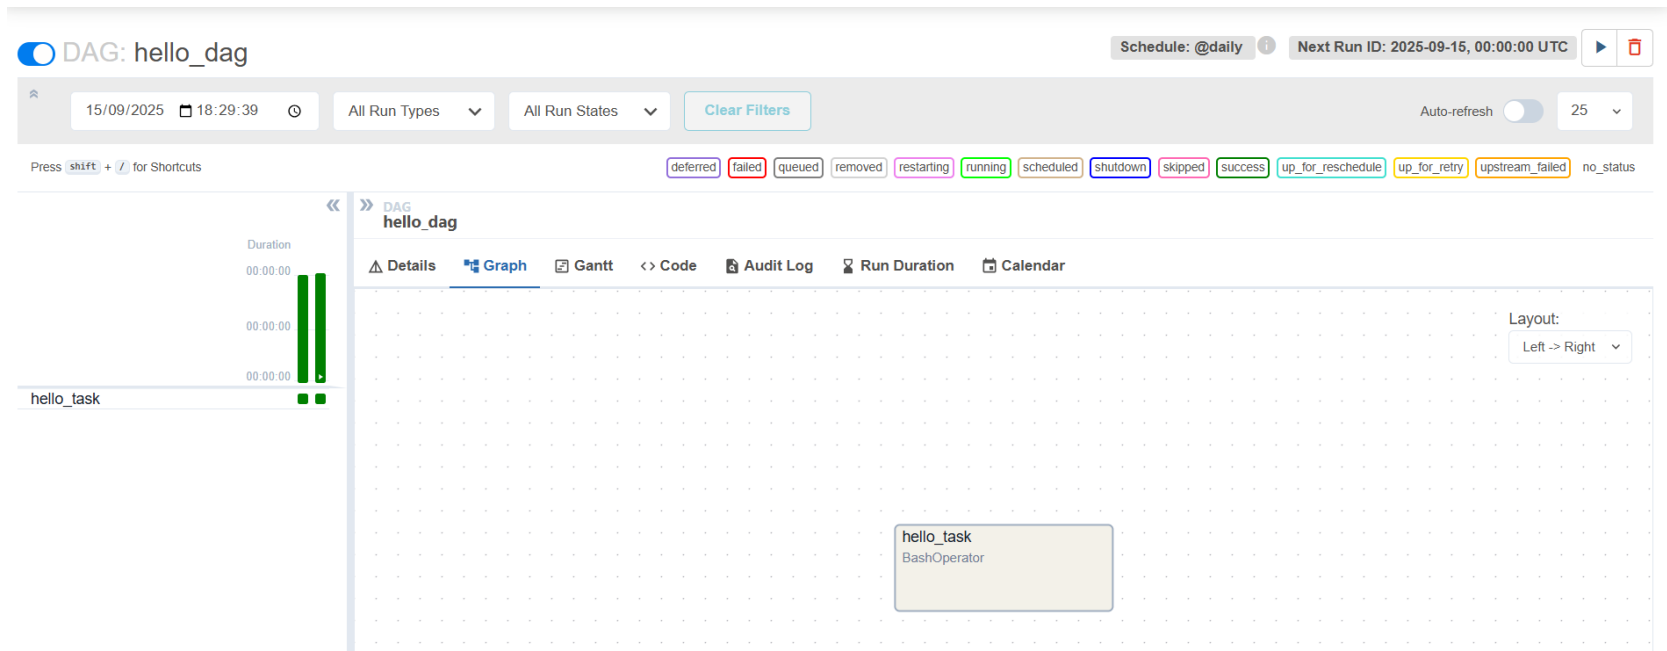 DAG: hello_dag
Schedule: @daily
Next Run ID: 2025-09-15, 00:00:00 UTC
15/09/2025 18:29:39
All Run Types
All Run States
Clear Filters
Auto-refresh
25
Press shift + / for Shortcuts
deferred failed queued removed restarting running scheduled shutdown skipped success up_for_reschedule up_for_retry upstream_failed no_status
DAG
hello_dag
Duration
00:00:00
00:00:00
00:00:00
hello_task
Details Graph Gantt Code Audit Log Run Duration Calendar
Layout:
Left -> Right
hello_task
BashOperator